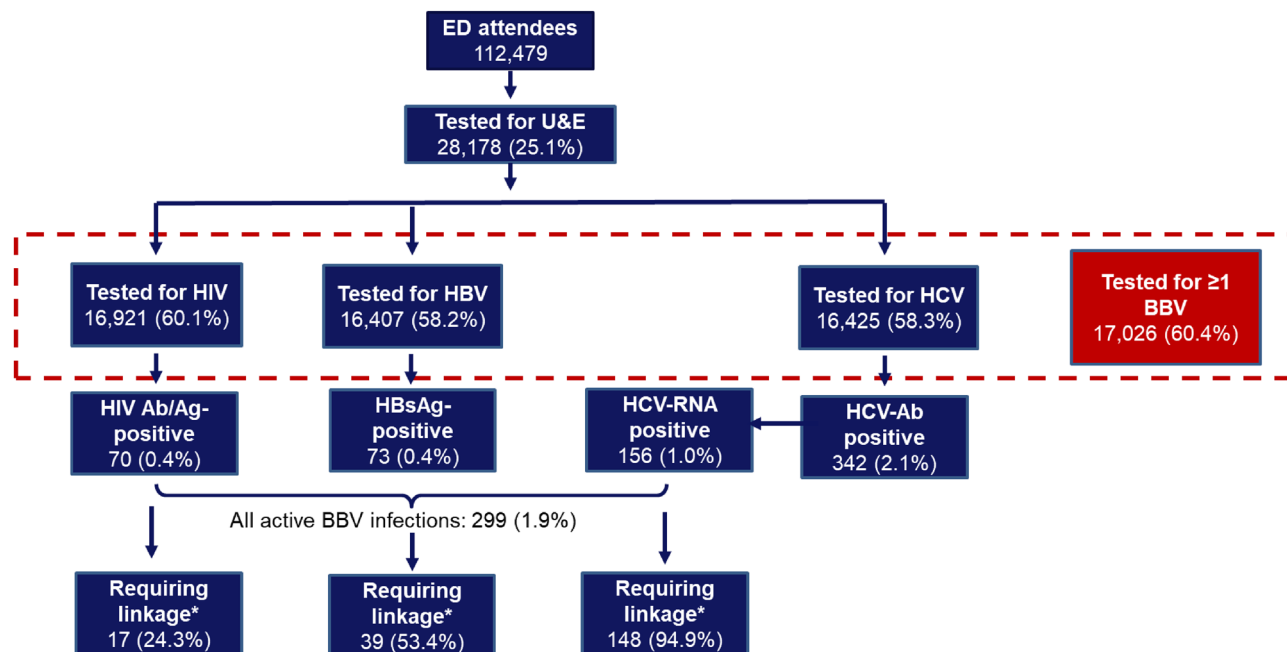 ED attendees
112,479
Tested for U&E
28,178 (25.1%)
Tested for HIV
16,921 (60.1%)
Tested for HBV
16,407 (58.2%)
Tested for HCV
16,425 (58.3%)
Tested for ≥1
BBV
17,026 (60.4%)
HIV Ab/Ag-
positive
70 (0.4%)
HBsAg-
positive
73 (0.4%)
HCV-RNA
positive
156 (1.0%)
HCV-Ab
positive
342 (2.1%)
All active BBV infections: 299 (1.9%)
Requiring
linkage*
17 (24.3%)
Requiring
linkage*
39 (53.4%)
Requiring
linkage*
148 (94.9%)